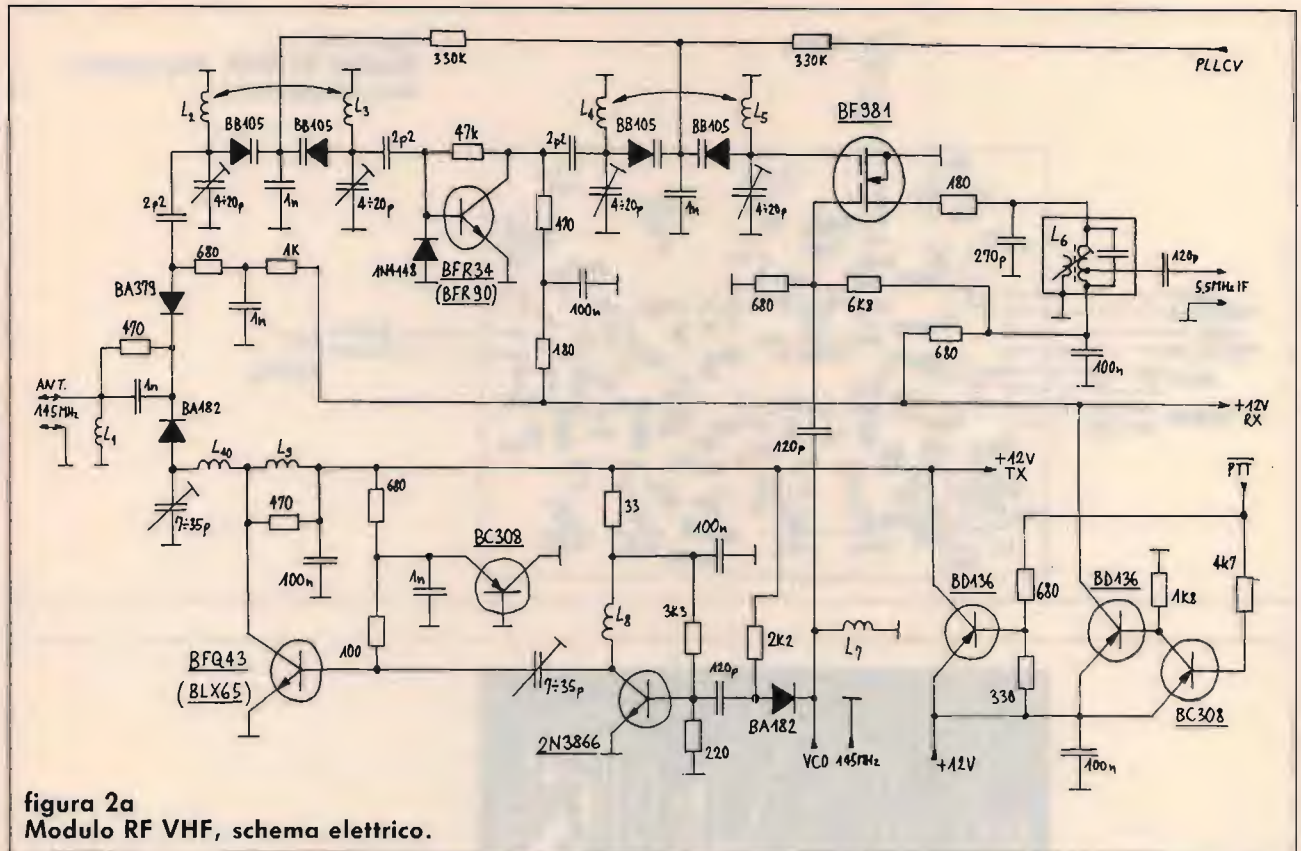 330K
330K
PLLCV
L2
L3
L4
L5
BF981
BB105
BB105
47k
BB105
BB105
2p2
2p2
2p2
4÷20p
1n
4÷20p
4÷20p
1n
4÷20p
180
470
L6
270p
120p
680
1K
1N4148
BFR34
(BFR90)
100n
5,5MHz IF
BA379
1n
680
6K8
470
180
680
100n
ANT.
145MHz
1n
L1
BA182
+12V
RX
120p
L10
L9
+12V
TX
PTT
7÷35p
470
680
33
BC308
100n
100n
1n
BD136
680
BD136
1K8
4k7
3k3
L8
2k2
L7
BFQ43
(BLX65)
100
7÷35p
120p
330
BC308
2N3866
220
BA182
VCO 145MHz
+12V
100n
figura 2a
Modulo RF VHF, schema elettrico.